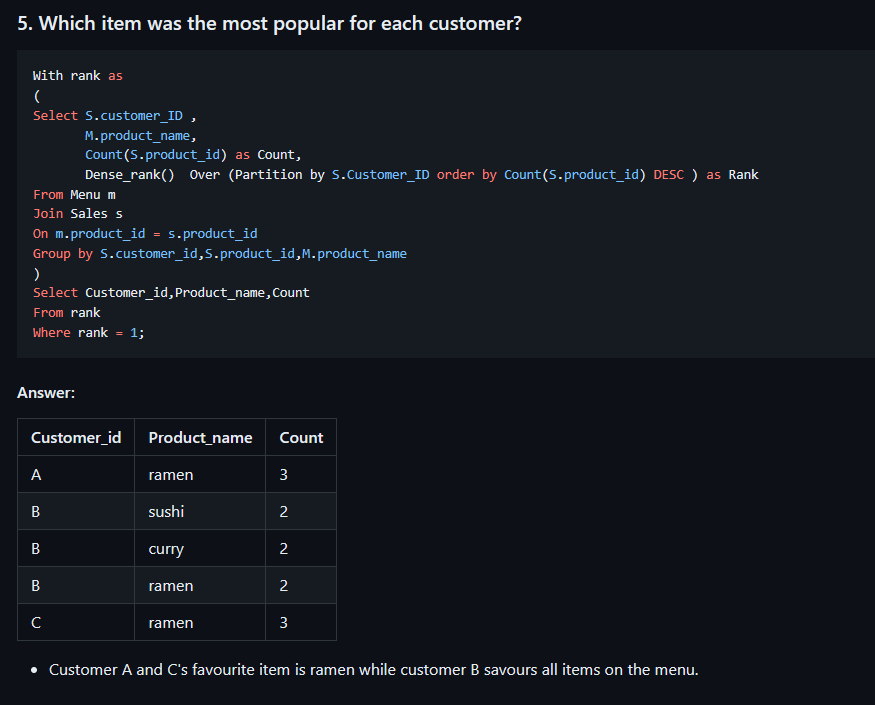 5. Which item was the most popular for each customer?
With rank as
(
Select S.customer_ID ,
M.product_name,
Count(S.product_id) as Count,
Dense_rank()  Over (Partition by S.Customer_ID order by Count(S.product_id) DESC ) as Rank
From Menu m
Join Sales s
On m.product_id = s.product_id
Group by S.customer_id,S.product_id,M.product_name
)
Select Customer_id,Product_name,Count
From rank
Where rank = 1;
Answer:
Customer_id Product_name Count
A ramen 3
B sushi 2
B curry 2
B ramen 2
C ramen 3
• Customer A and C's favourite item is ramen while customer B savours all items on the menu.